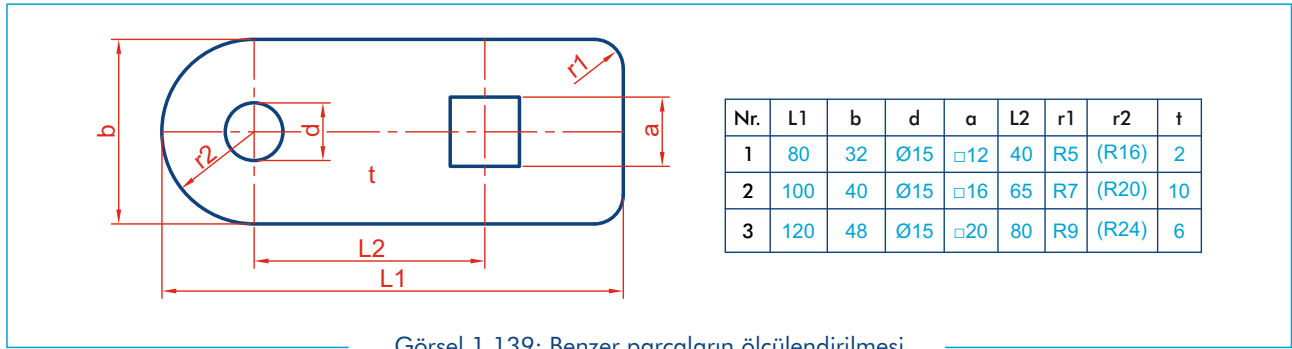 r1
b
d
a
r2
t
L2
L1
Nr. L1 b d a L2 r1 r2 t
1 80 32 Ø15 □12 40 R5 (R16) 2
2 100 40 Ø15 □16 65 R7 (R20) 10
3 120 48 Ø15 □20 80 R9 (R24) 6
Görsel 1.139: Benzer parçaların ölçülendirilmesi